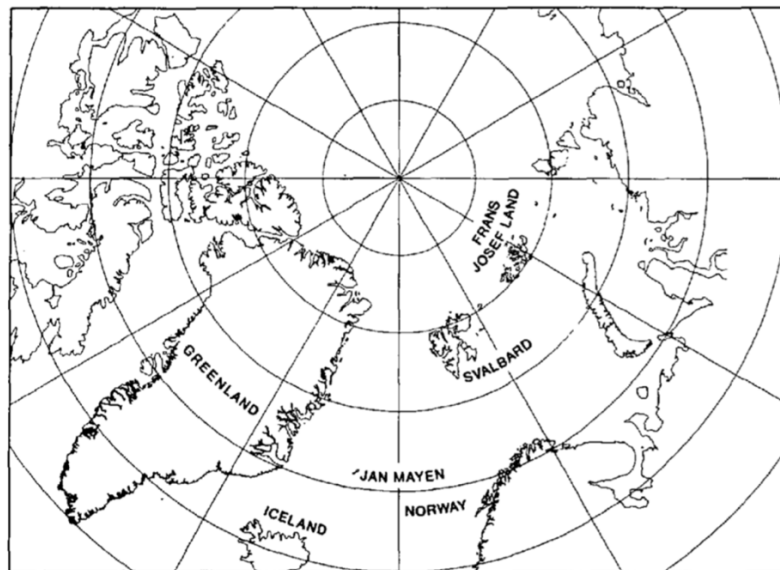 FRANS
JOSEF LAND
GREENLAND
SVALBARD
JAN MAYEN
NORWAY
ICELAND